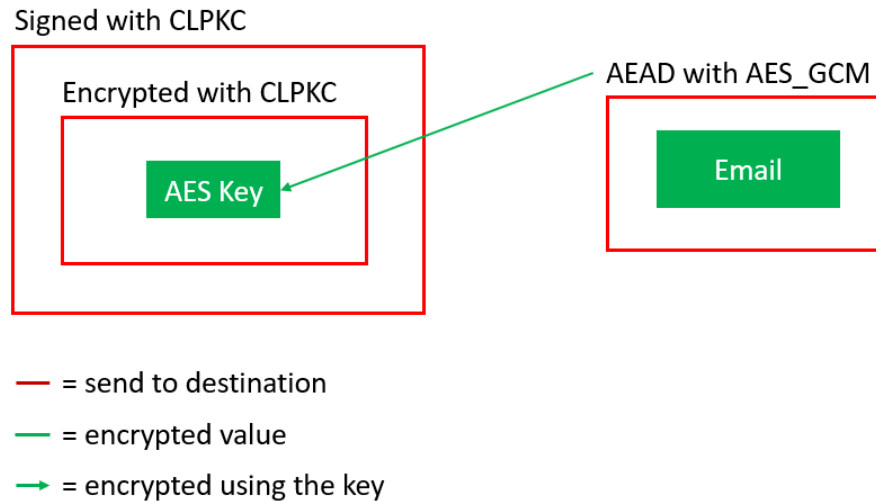 Signed with CLPKC
AEAD with AES_GCM
Encrypted with CLPKC
AES Key
Email
= send to destination
= encrypted value
= encrypted using the key